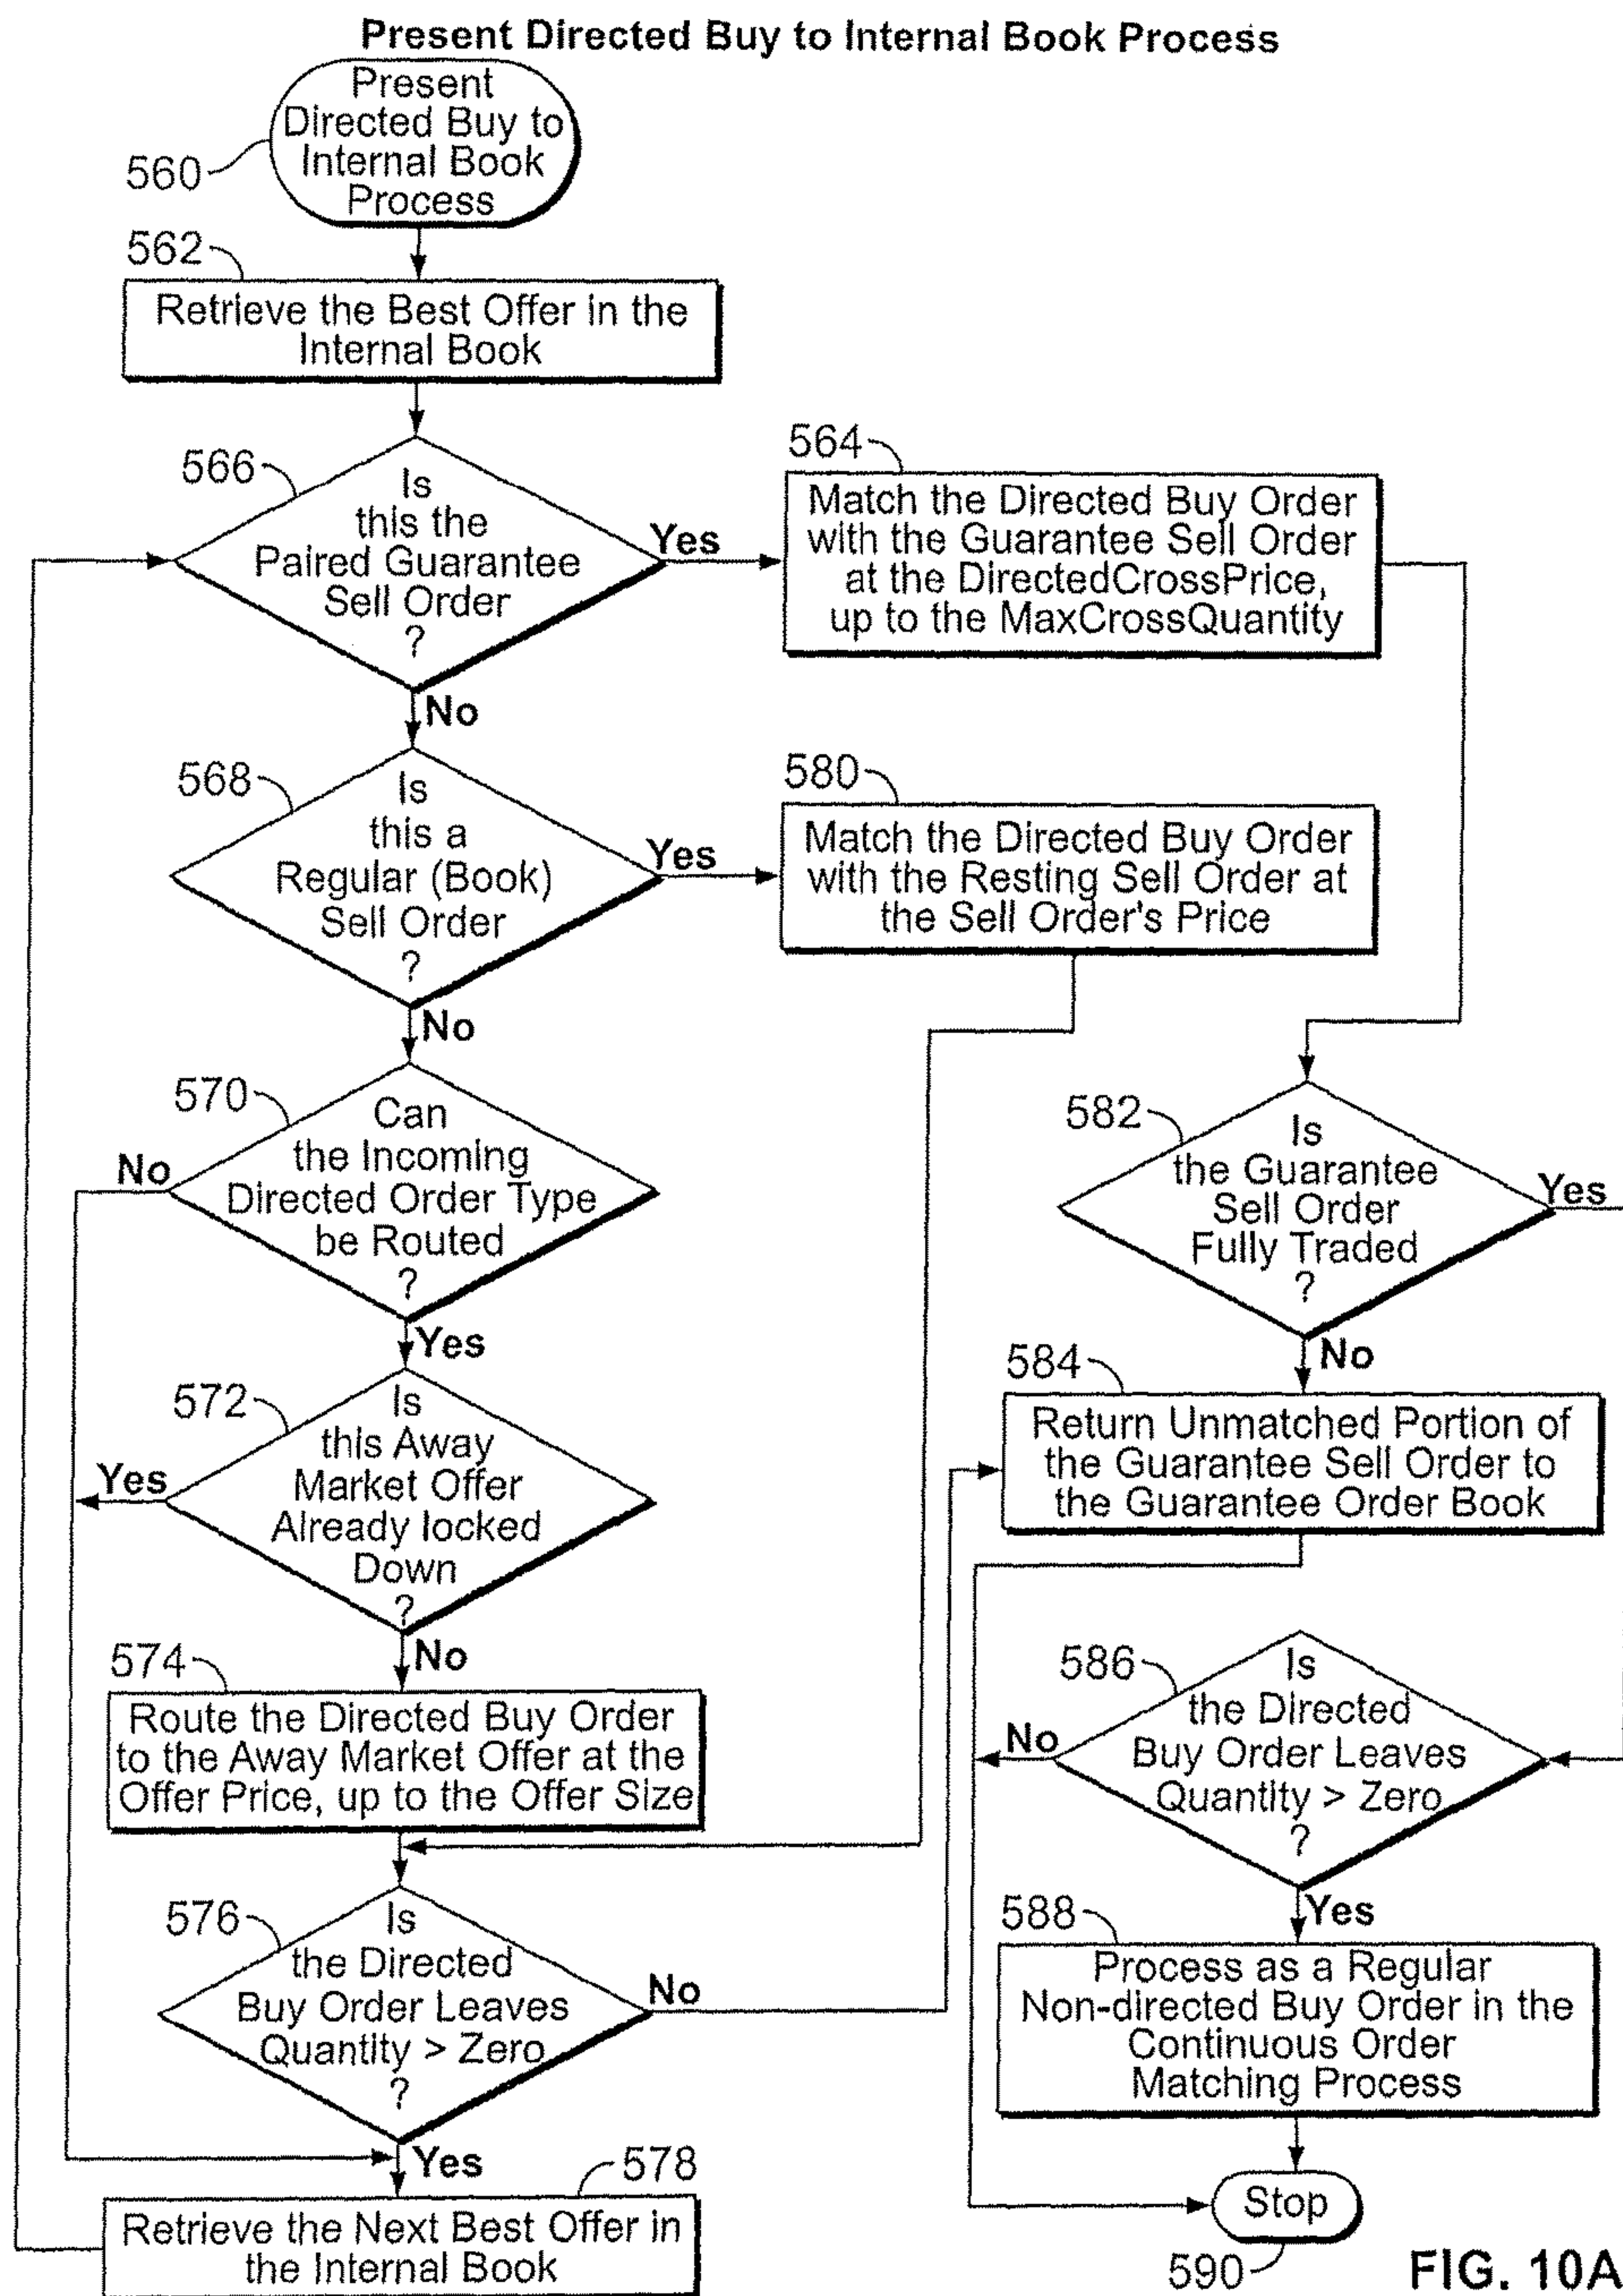 Present Directed Buy to Internal Book Process
Present
Directed Buy to
Internal Book
Process
560
562
Retrieve the Best Offer in the
Internal Book
566
Is
this the
Paired Guarantee
Sell Order
?
Yes
No
564
Match the Directed Buy Order
with the Guarantee Sell Order
at the DirectedCrossPrice,
up to the MaxCrossQuantity
568
Is
this a
Regular (Book)
Sell Order
?
Yes
No
580
Match the Directed Buy Order
with the Resting Sell Order at
the Sell Order's Price
570
Can
the Incoming
Directed Order Type
be Routed
?
No
Yes
572
Is
this Away
Market Offer
Already locked
Down
?
Yes
No
574
Route the Directed Buy Order
to the Away Market Offer at the
Offer Price, up to the Offer Size
576
Is
the Directed
Buy Order Leaves
Quantity > Zero
?
No
Yes
578
Retrieve the Next Best Offer in
the Internal Book
582
Is
the Guarantee
Sell Order
Fully Traded
?
Yes
No
584
Return Unmatched Portion of
the Guarantee Sell Order to
the Guarantee Order Book
586
Is
the Directed
Buy Order Leaves
Quantity > Zero
?
No
Yes
588
Process as a Regular
Non-directed Buy Order in the
Continuous Order
Matching Process
Stop
590
FIG. 10A